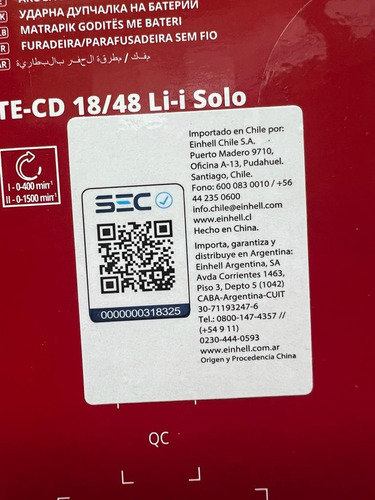 УДАРНА ДУПЧАЛКА НА БАТЕРИИ
MATRAPIK GODITËS ME BATERI
FURADEIRA/PARAFUSADEIRA SEM FIO
AR
TE-CD 18/48 Li-i Solo
I - 0-400 min⁻¹
II - 0-1500 min⁻¹
SEC
0000000318325
Importado en Chile por:
Einhell Chile S.A.
Puerto Madero 9710,
Oficina A-13, Pudahuel.
Santiago, Chile.
Fono: 600 083 0010 / +56
44 235 0600
info.chile@einhell.com
www.einhell.cl
Hecho en China.
Importa, garantiza y
distribuye en Argentina:
Einhell Argentina, SA
Avda Corrientes 1463,
Piso 3, Depto S (1042)
CABA-Argentina-CUIT
30-71193247-6
Tel.: 0800-147-4357 //
(+54 9 11)
0230-444-0593
www.einhell.com.ar
Origen y Procedencia China
QC